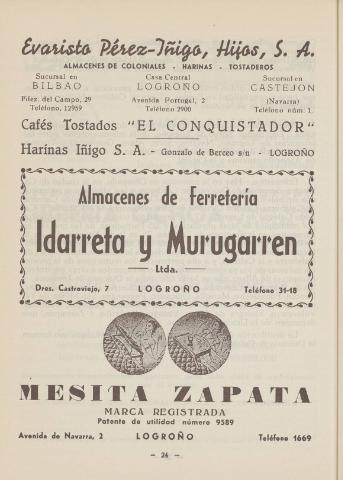 Evaristo Pérez-Iñigo, Hijos, S. A.
ALMACENES DE COLONIALES - HARINAS - TOSTADEROS
Sucursal en BILBAO
Pdez. del Campo, 29
Teléfono, 12959
Casa Central
LOGROÑO
Avenida Portugal, 2
Teléfono 2900
Sucursal en
CASTEJON
(Navarra)
Teléfono núm. 1
Cafés Tostados "EL CONQUISTADOR"
Harinas Iñigo S. A. - Gonzalo de Berceo s/n - LOGROÑO
Almacenes de Ferretería
Idarreta y Murugarren
Ltda.
Dres. Castroviejo, 7 LOGROÑO Teléfono 31-18
MESITA ZAPATA
MARCA REGISTRADA
Patente de utilidad número 9589
Avenida de Navarra, 2 LOGROÑO Teléfono 1669
- 26 -